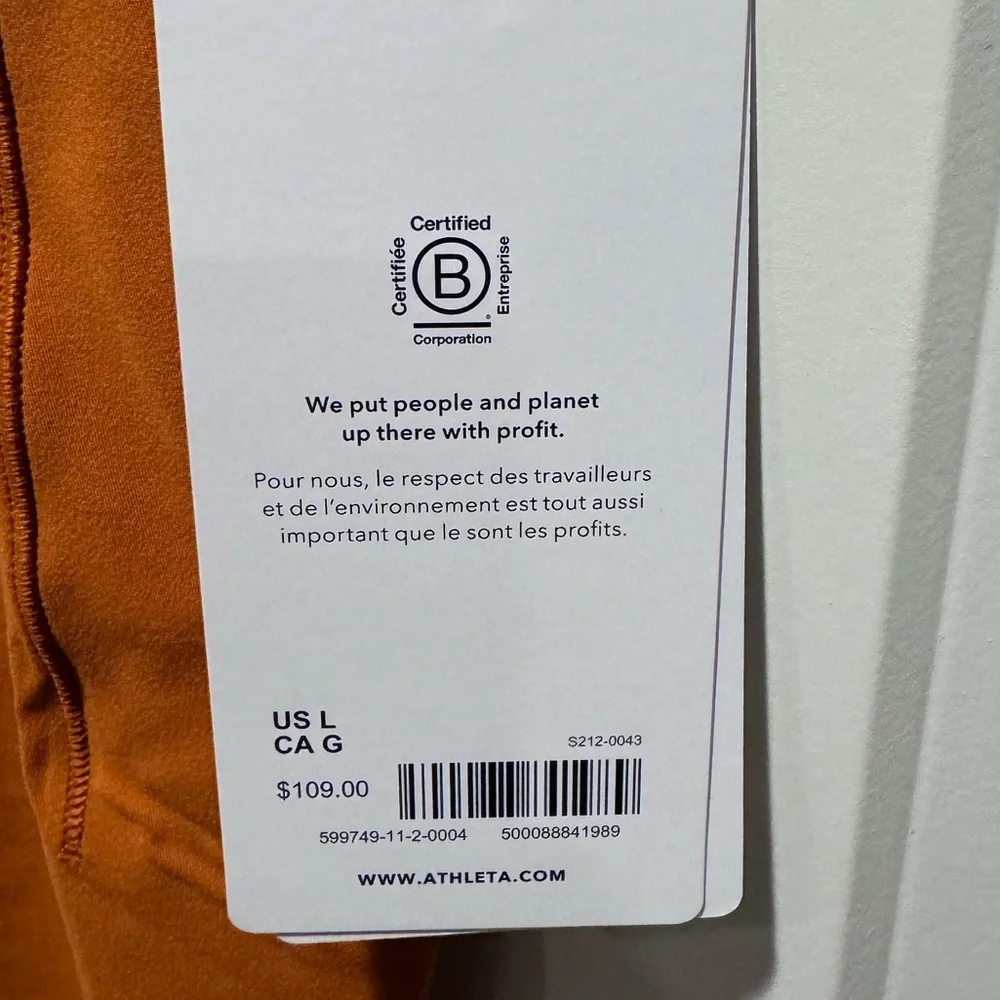 Certified
Certifiée
B
Entreprise
®
Corporation
We put people and planet
up there with profit.
Pour nous, le respect des travailleurs
et de l'environnement est tout aussi
important que le sont les profits.
US L
CA G
S212-0043
$109.00
599749-11-2-0004 500088841989
WWW.ATHLETA.COM